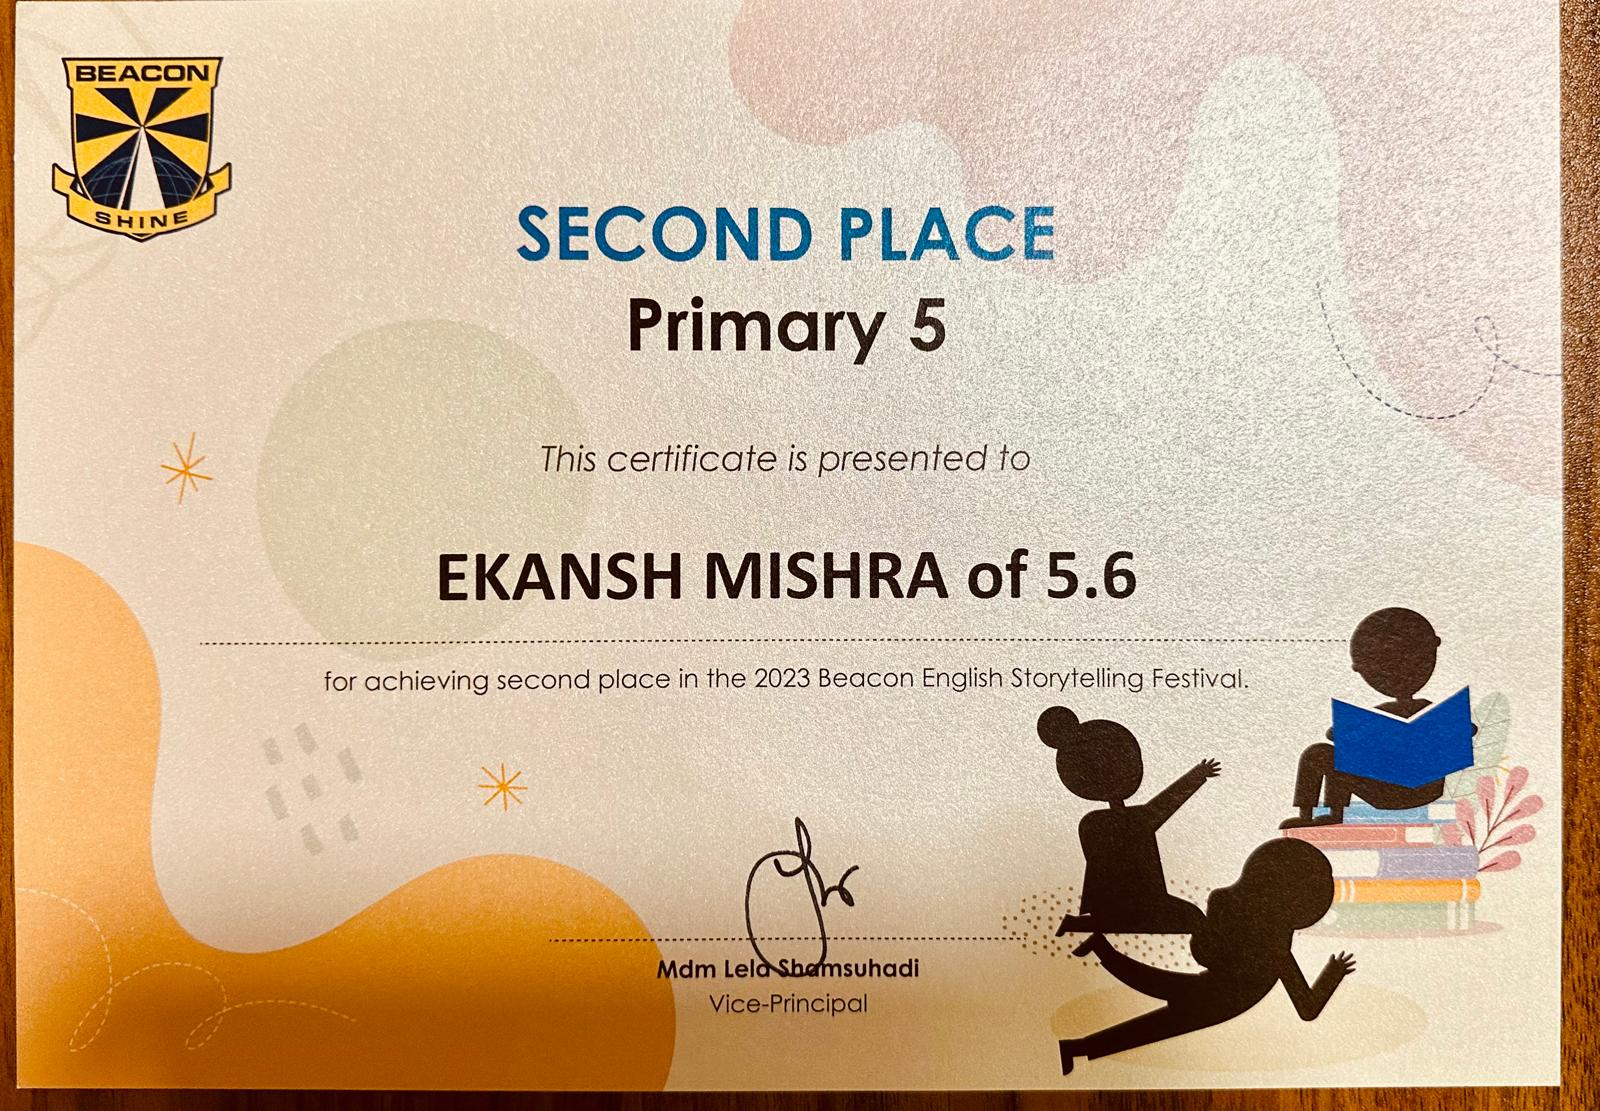 BEACON
SHINE
SECOND PLACE
Primary 5
This certificate is presented to
EKANSH MISHRA of 5.6
for achieving second place in the 2023 Beacon English Storytelling Festival.
Mdm Lela Shamsuhadi
Vice-Principal